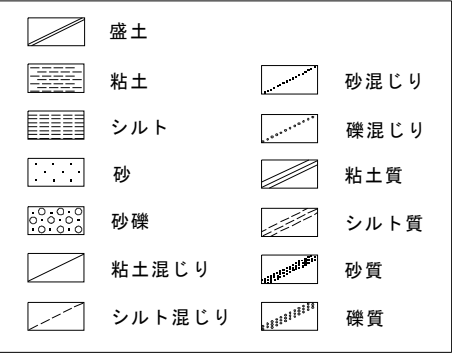 盛土
粘土
シルト
砂
砂礫
粘土混じり
シルト混じり
砂混じり
礫混じり
粘土質
シルト質
砂質
礫質